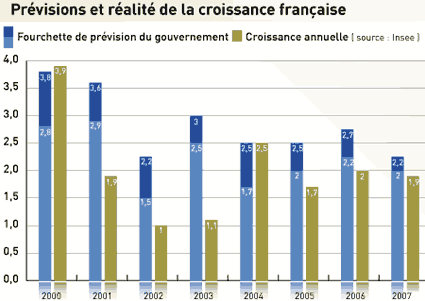 Prévisions et réalité de la croissance française
Fourchette de prévision du gouvernement Croissance annuelle ( source : Insee )
4,0
3,5
3,0
2,5
2,0
1,5
1,0
0,5
0,0
3,8 2,8 3,9
3,6 2,9 1,9
2,2 1,5 1
3 2,5 1,1
2,5 1,7 2,5
2,5 2 1,7
2,7 2,2 2
2,2 2 1,9
2000 2001 2002 2003 2004 2005 2006 2007